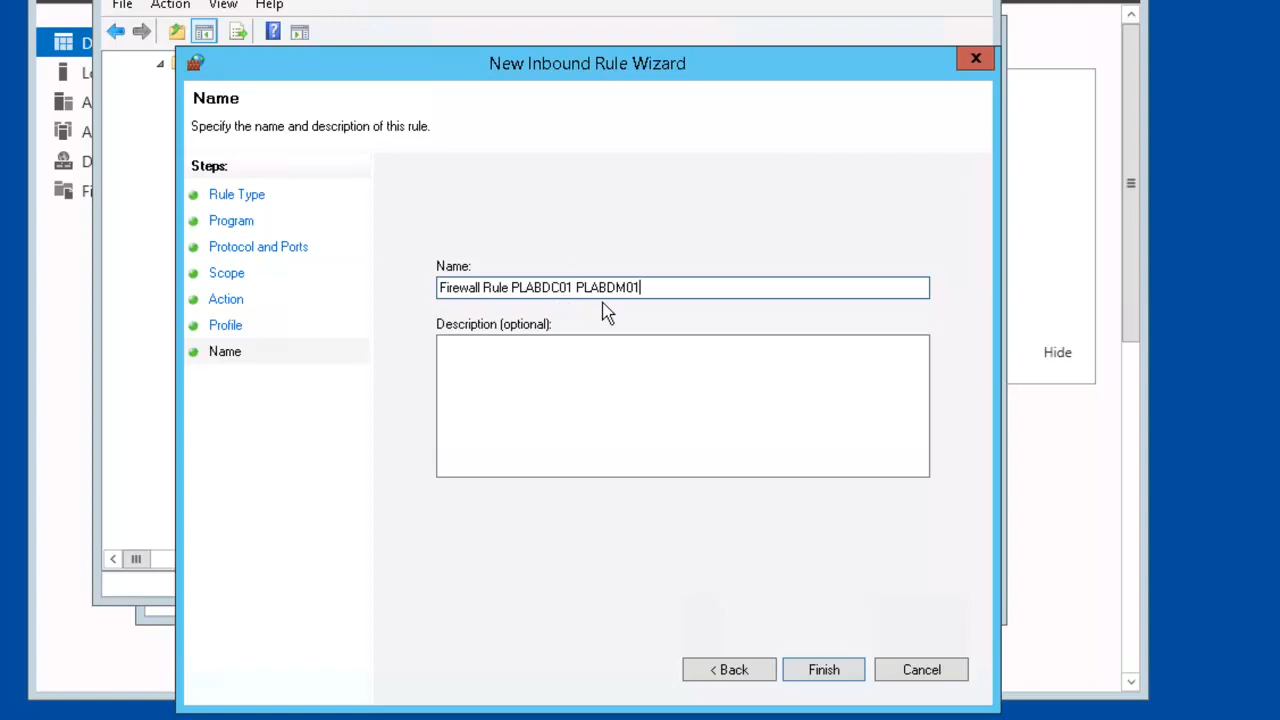 File Action View Help
D
New Inbound Rule Wizard
L
Name
A
Specify the name and description of this rule.
A
Steps:
D
Rule Type
Fi
Program
Protocol and Ports
Name:
Scope
Firewall Rule PLABDC01 PLABDM01
Action
Description (optional):
Profile
Name
Hide
< Back Finish Cancel